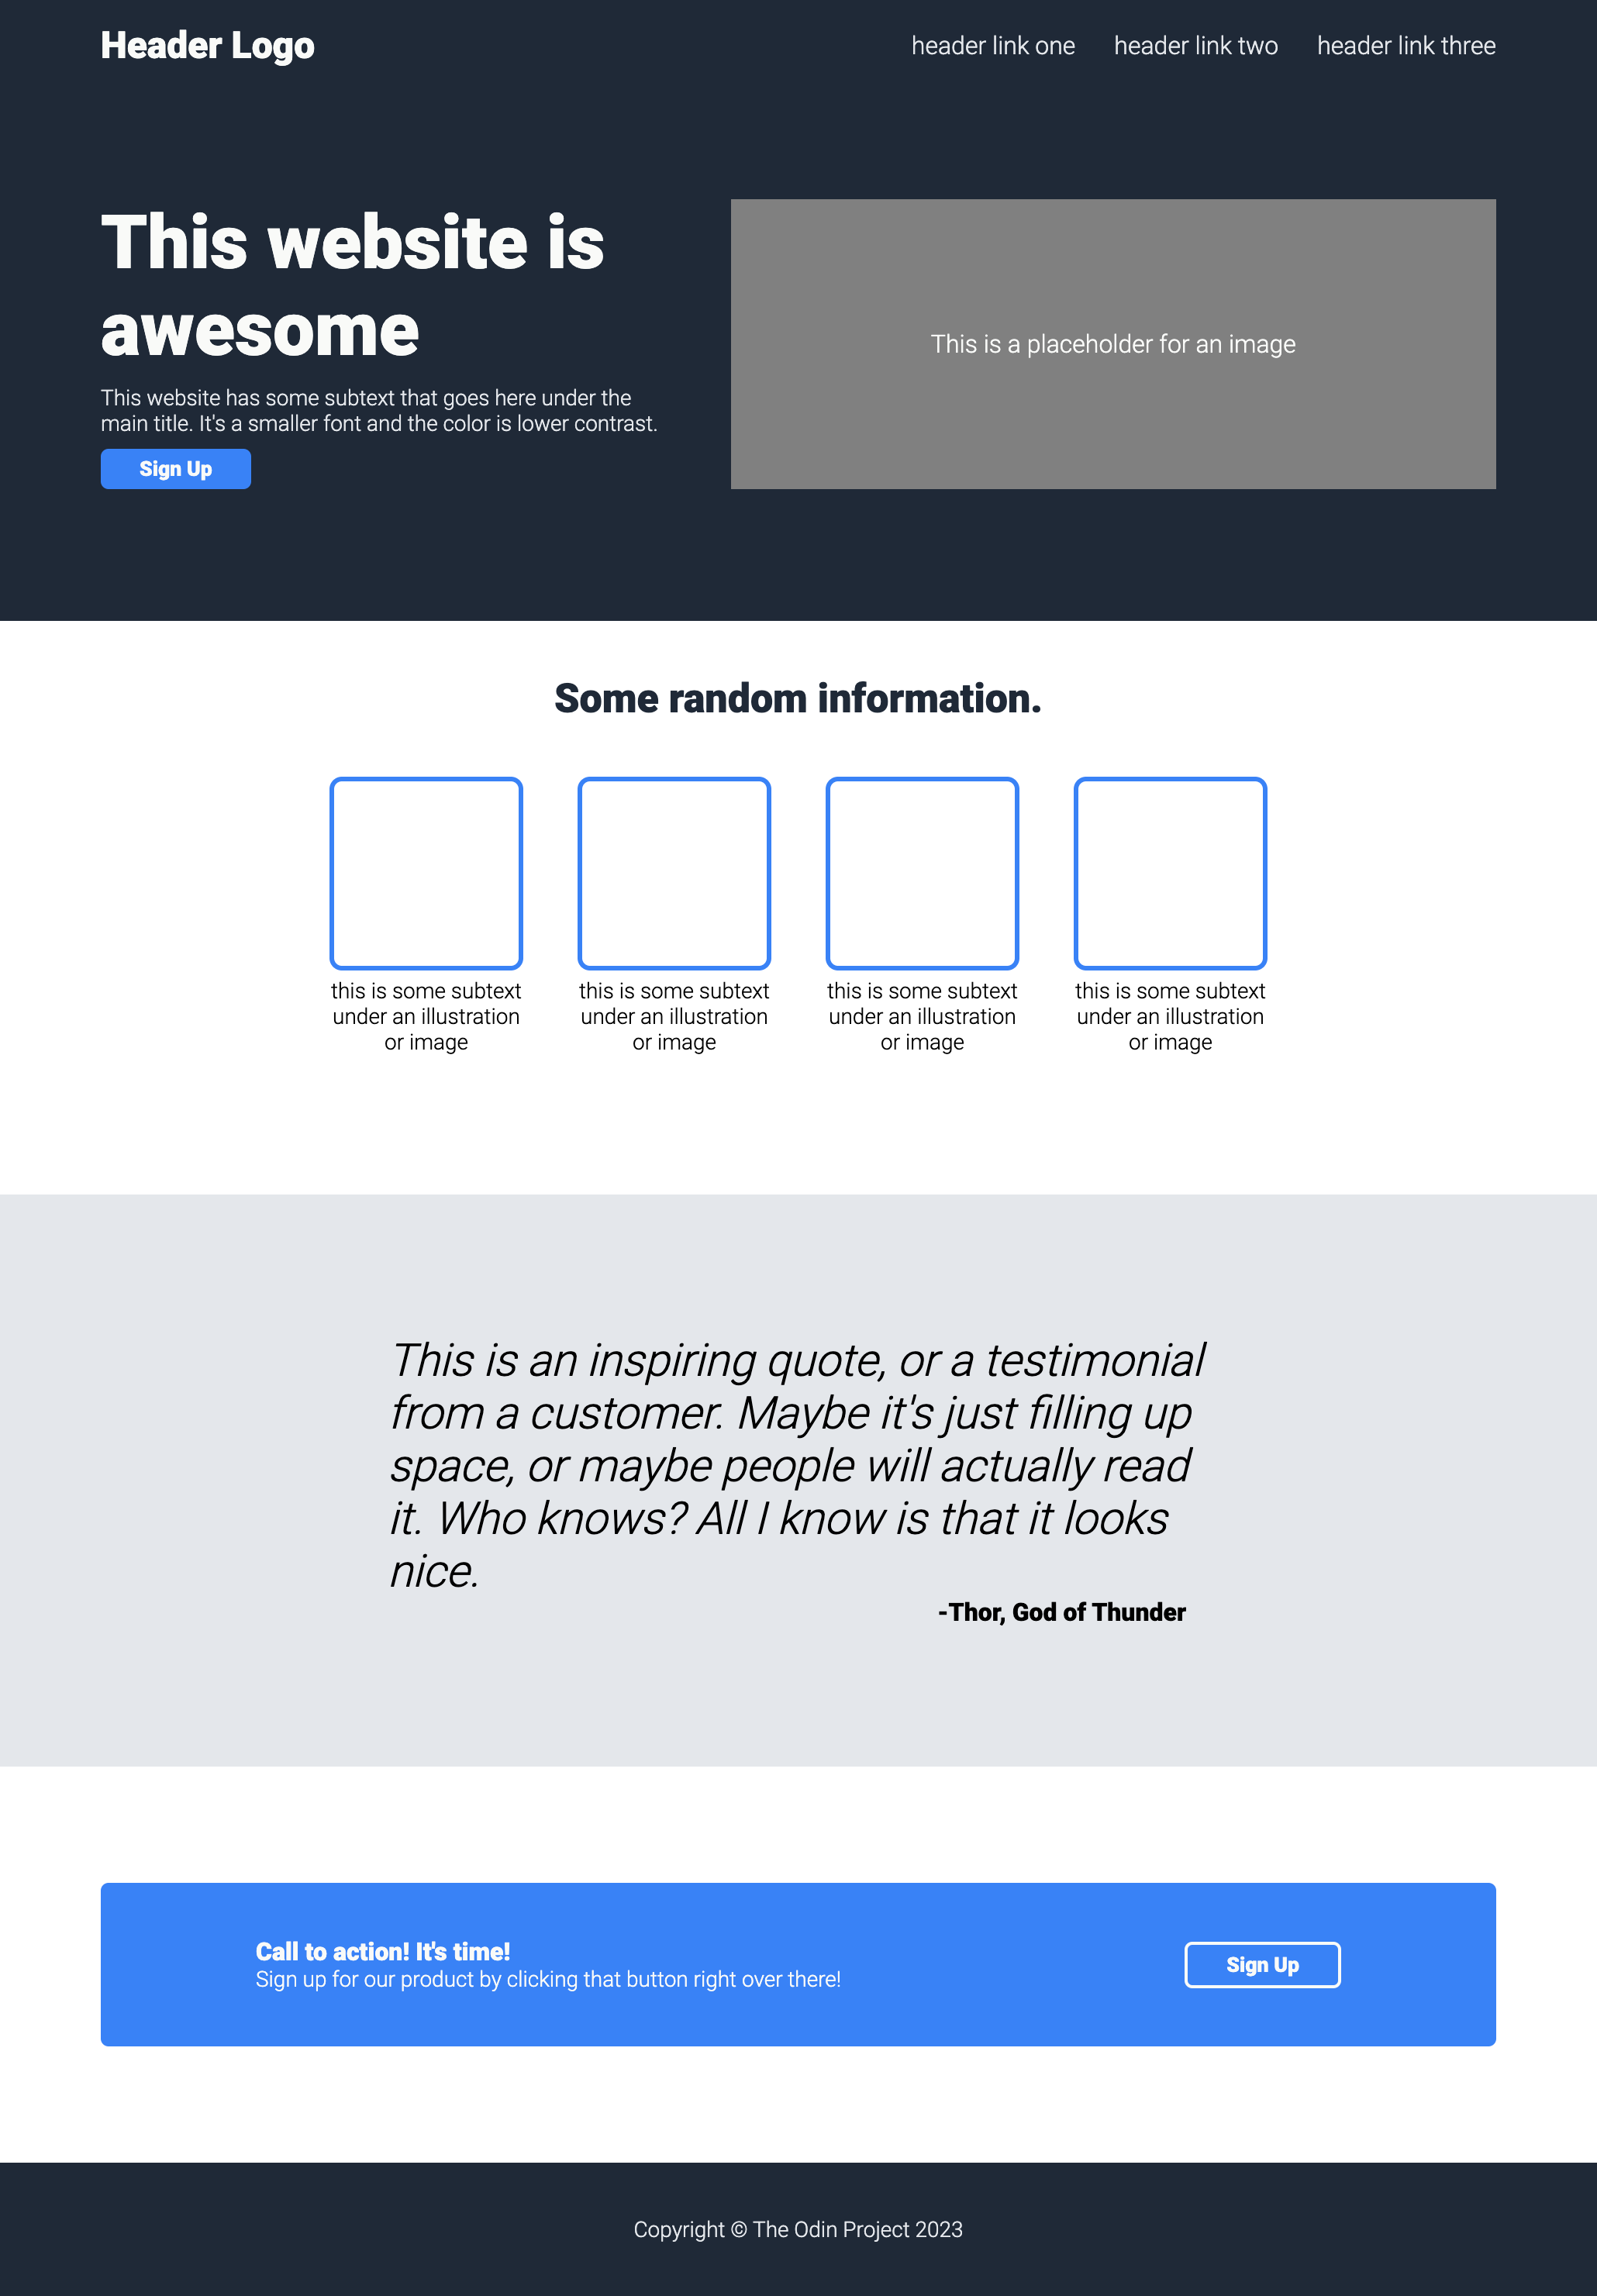 Header Logo
header link one
header link two
header link three
This website is
awesome
This website has some subtext that goes here under the
main title. It's a smaller font and the color is lower contrast.
Sign Up
This is a placeholder for an image
Some random information.
this is some subtext
under an illustration
or image
this is some subtext
under an illustration
or image
this is some subtext
under an illustration
or image
this is some subtext
under an illustration
or image
This is an inspiring quote, or a testimonial
from a customer. Maybe it's just filling up
space, or maybe people will actually read
it. Who knows? All I know is that it looks
nice.
-Thor, God of Thunder
Call to action! It's time!
Sign up for our product by clicking that button right over there!
Sign Up
Copyright © The Odin Project 2023